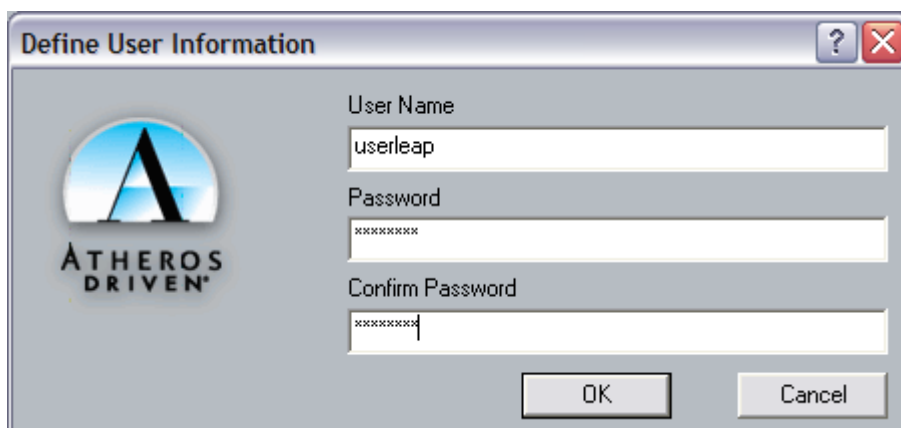 Define User Information
?
X
User Name
userleap
Password
********
Confirm Password
********
A
ATHEROS
DRIVEN
OK
Cancel